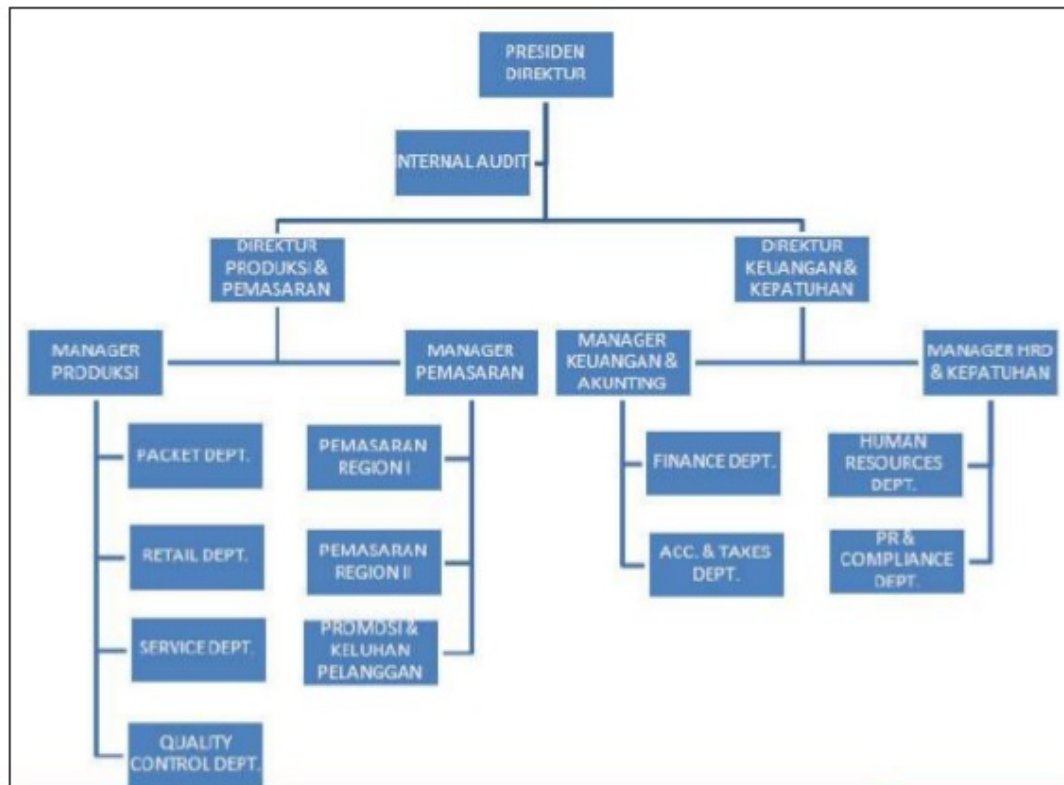 PRESIDEN
DIREKTUR
INTERNAL AUDIT
DIREKTUR
PRODUKSI &
PEMASARAN
DIREKTUR
KEUANGAN &
KEPATUHAN
MANAGER
PRODUKSI
MANAGER
PEMASARAN
MANAGER
KEUANGAN &
AKUNTING
MANAGER HRD
& KEPATUHAN
PACKET DEPT.
RETAIL DEPT.
SERVICE DEPT.
QUALITY
CONTROL DEPT.
PEMASARAN
REGION I
PEMASARAN
REGION II
PROMOSI &
KELUHAN
PELANGGAN
FINANCE DEPT.
ACC. & TAXES
DEPT.
HUMAN
RESOURCES
DEPT.
PR &
COMPLIANCE
DEPT.